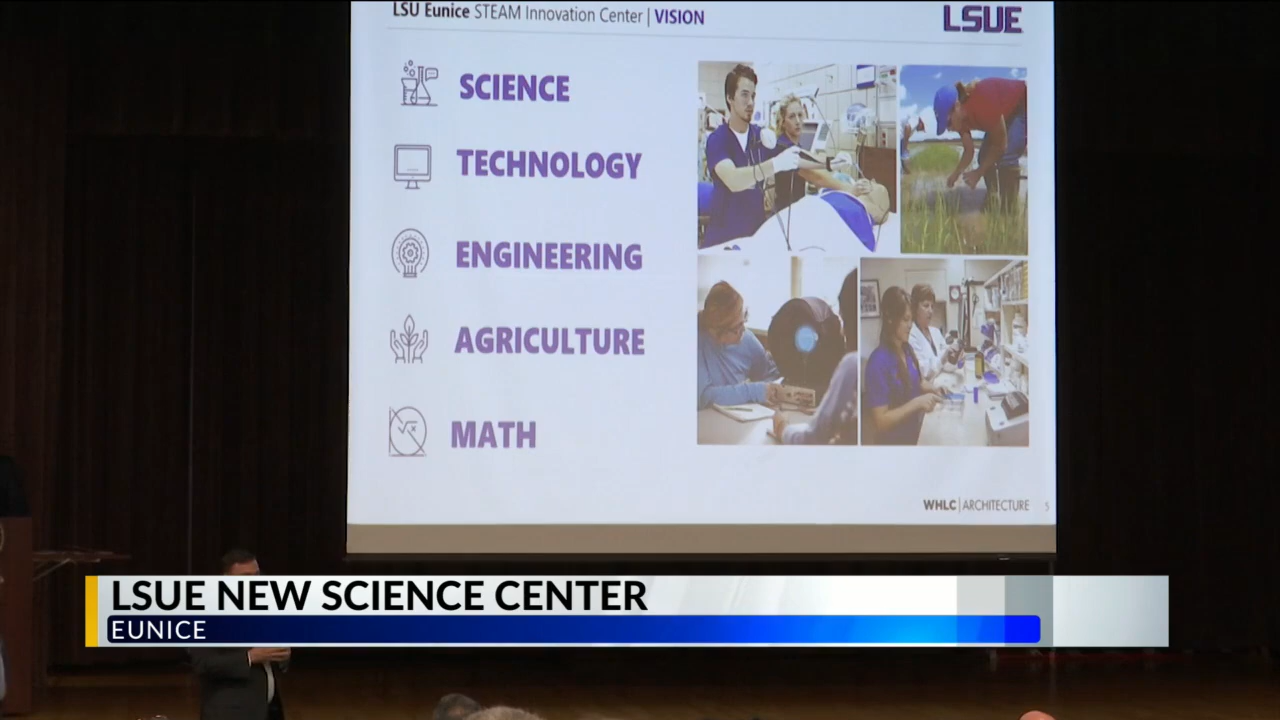 LSU Eunice STEAM Innovation Center | VISION
LSUE
SCIENCE
TECHNOLOGY
ENGINEERING
AGRICULTURE
√x
MATH
WHLC | ARCHITECTURE 5
LSUE NEW SCIENCE CENTER
EUNICE